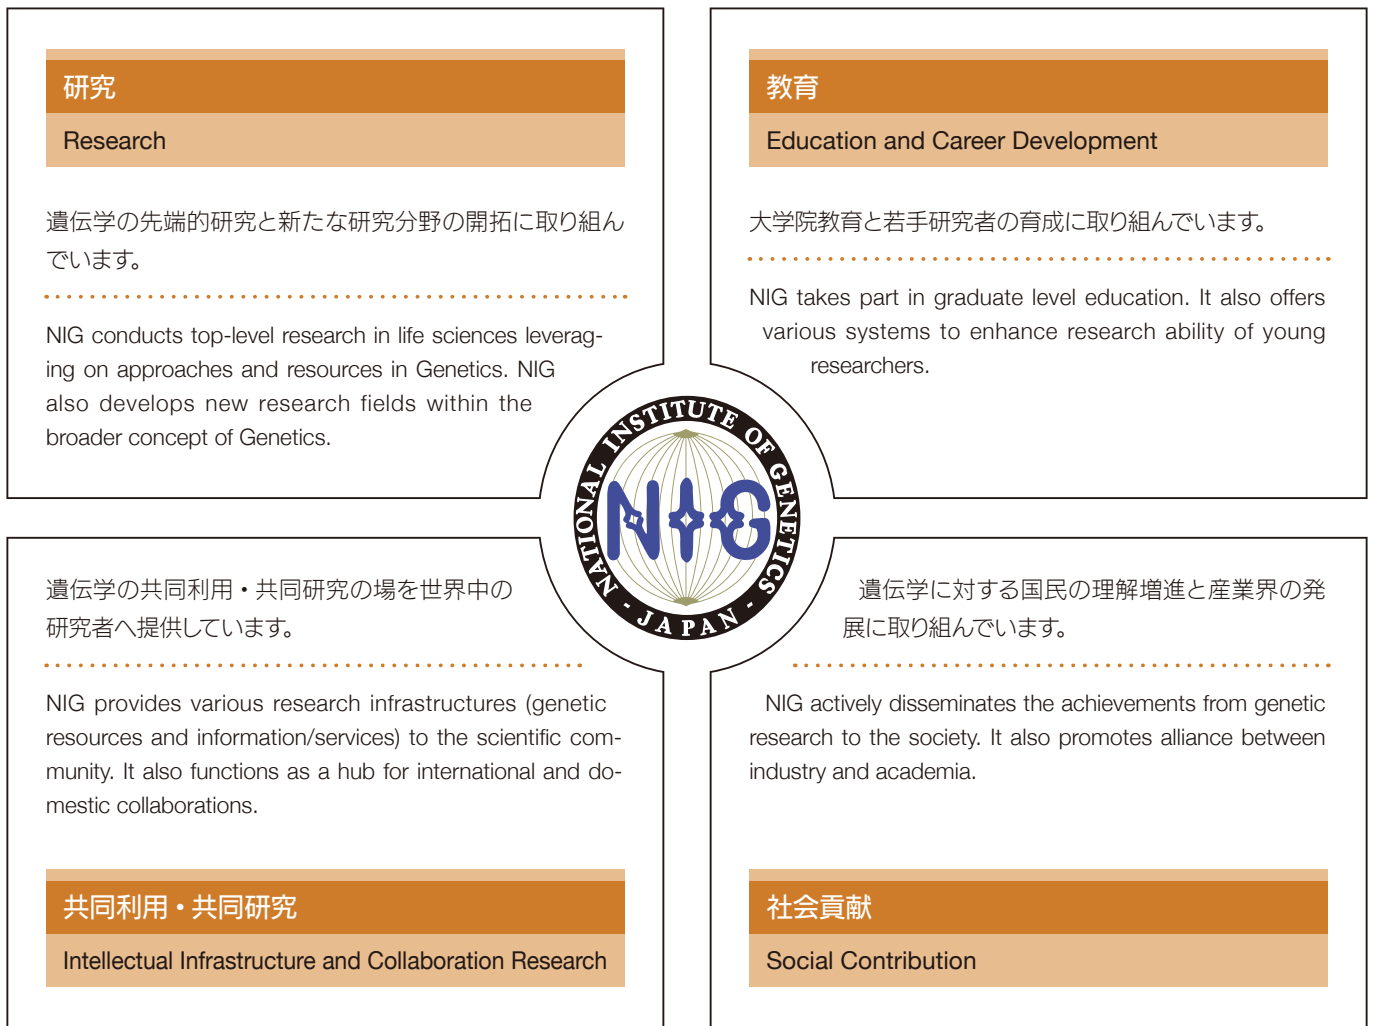 研究
Research
遺伝学の先端的研究と新たな研究分野の開拓に取り組ん
でいます。
NIG conducts top-level research in life sciences leverag-
ing on approaches and resources in Genetics. NIG
also develops new research fields within the
broader concept of Genetics.
教育
Education and Career Development
大学院教育と若手研究者の育成に取り組んでいます。
NIG takes part in graduate level education. It also offers
various systems to enhance research ability of young
researchers.
NATIONAL INSTITUTE OF GENETICS
NIG
- JAPAN -
遺伝学の共同利用・共同研究の場を世界中の
研究者へ提供しています。
NIG provides various research infrastructures (genetic
resources and information/services) to the scientific com-
munity. It also functions as a hub for international and do-
mestic collaborations.
共同利用・共同研究
Intellectual Infrastructure and Collaboration Research
遺伝学に対する国民の理解増進と産業界の発
展に取り組んでいます。
NIG actively disseminates the achievements from genetic
research to the society. It also promotes alliance between
industry and academia.
社会貢献
Social Contribution